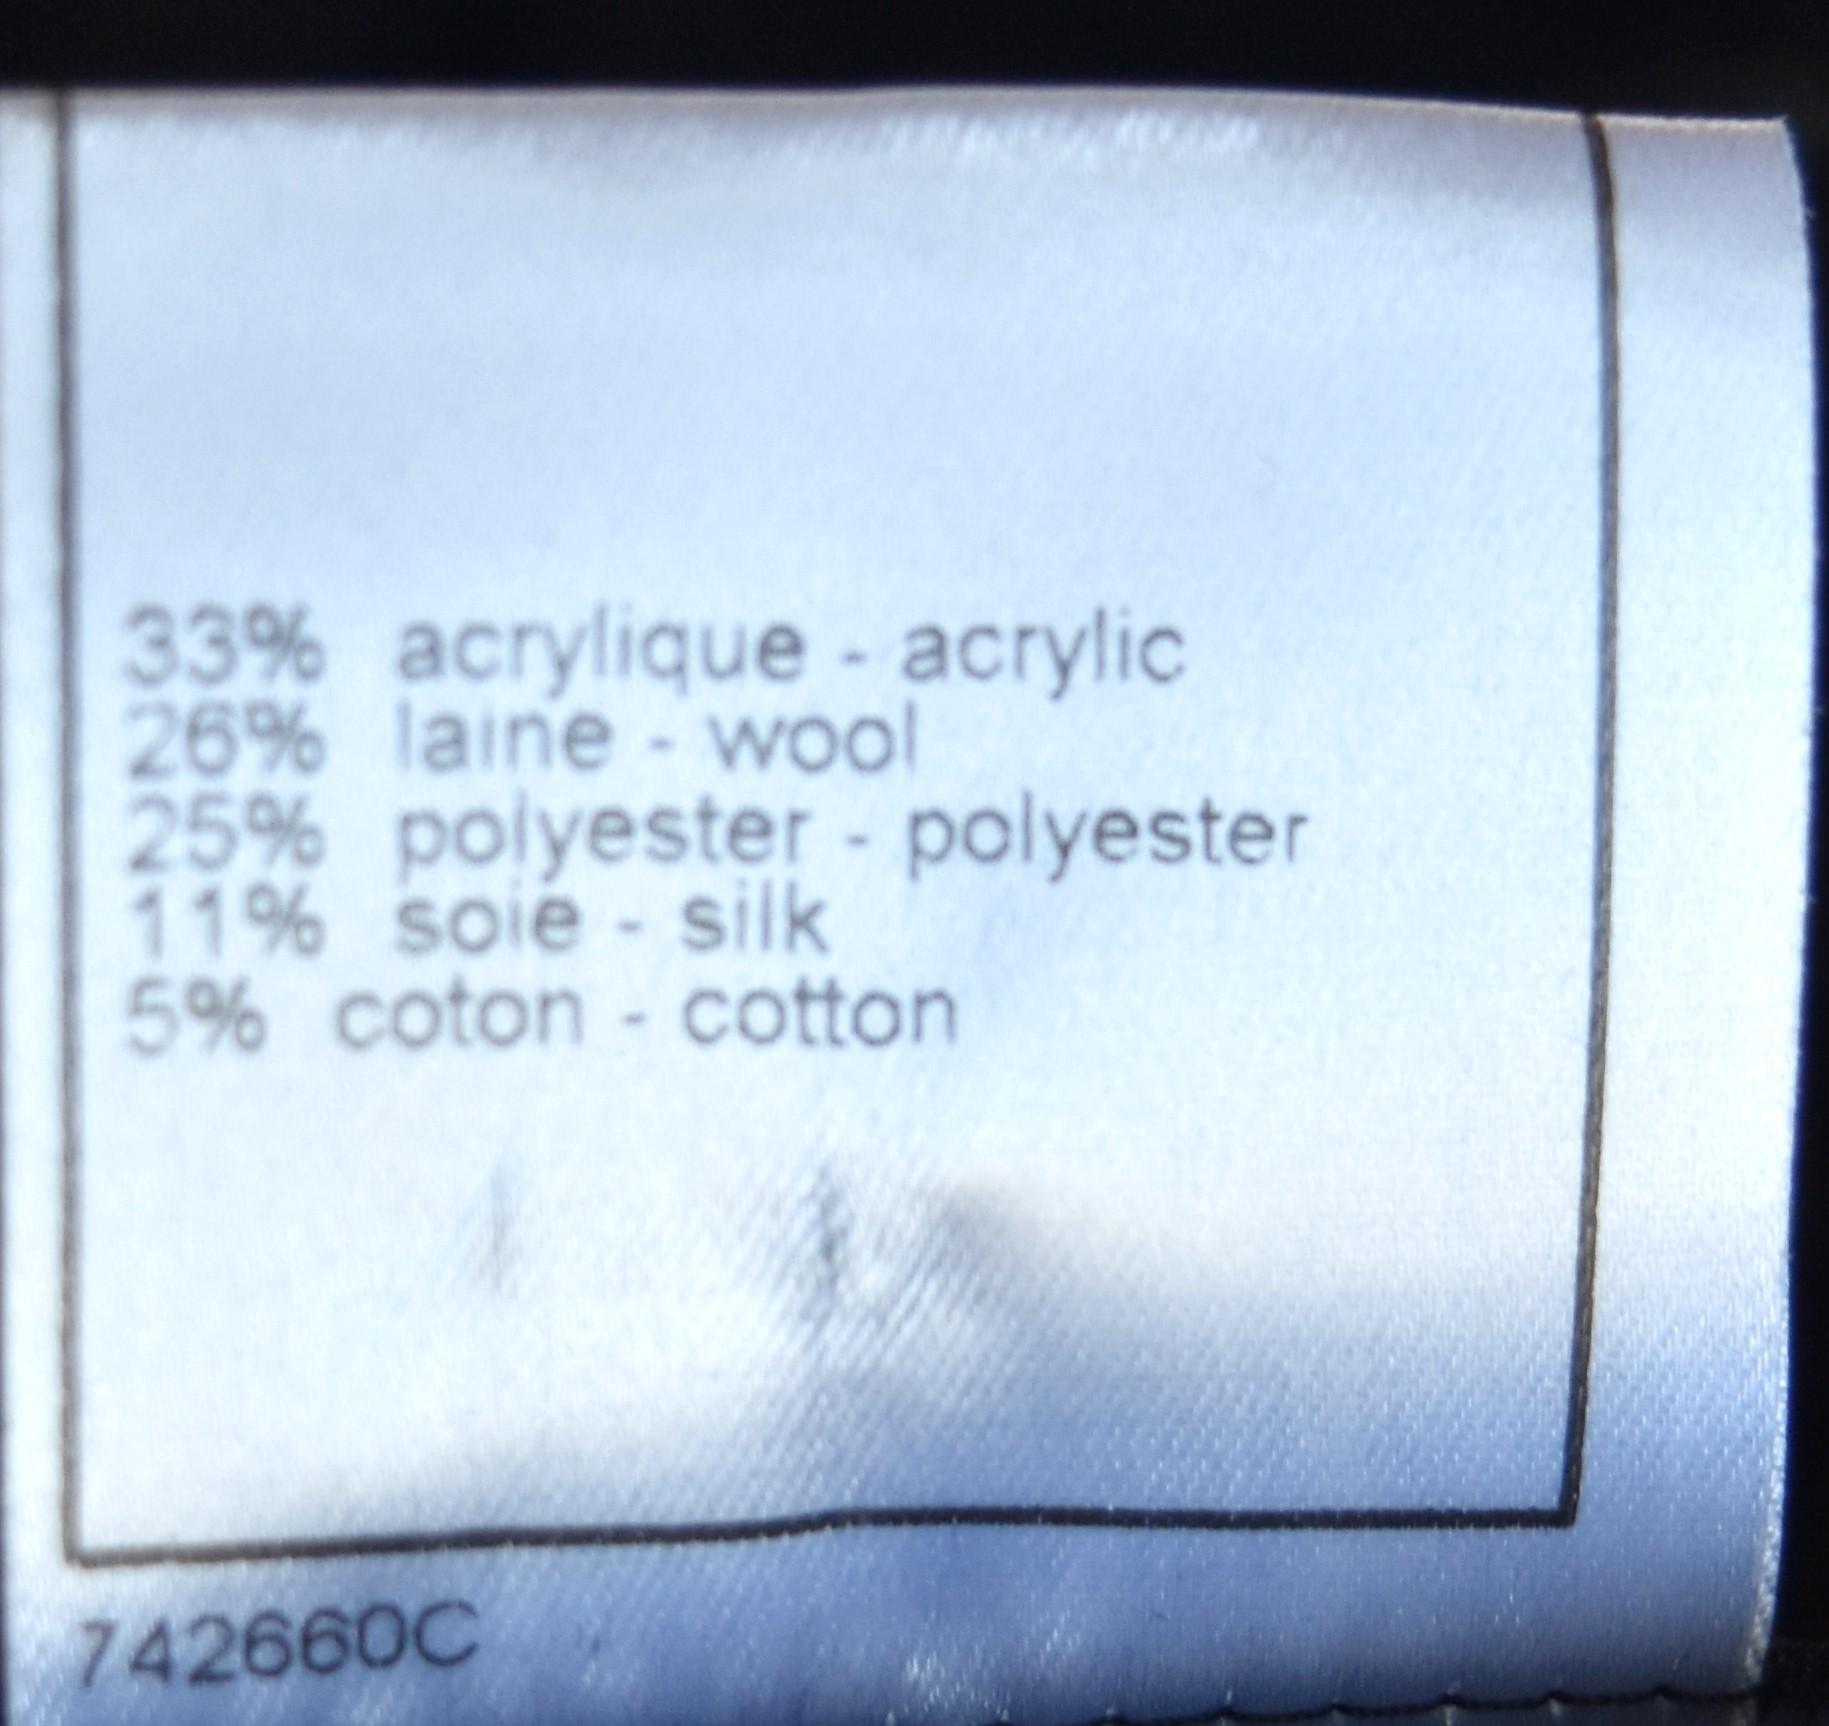 33% acrylique - acrylic
26% laine - wool
25% polyester - polyester
11% soie - silk
5% coton - cotton
742660C